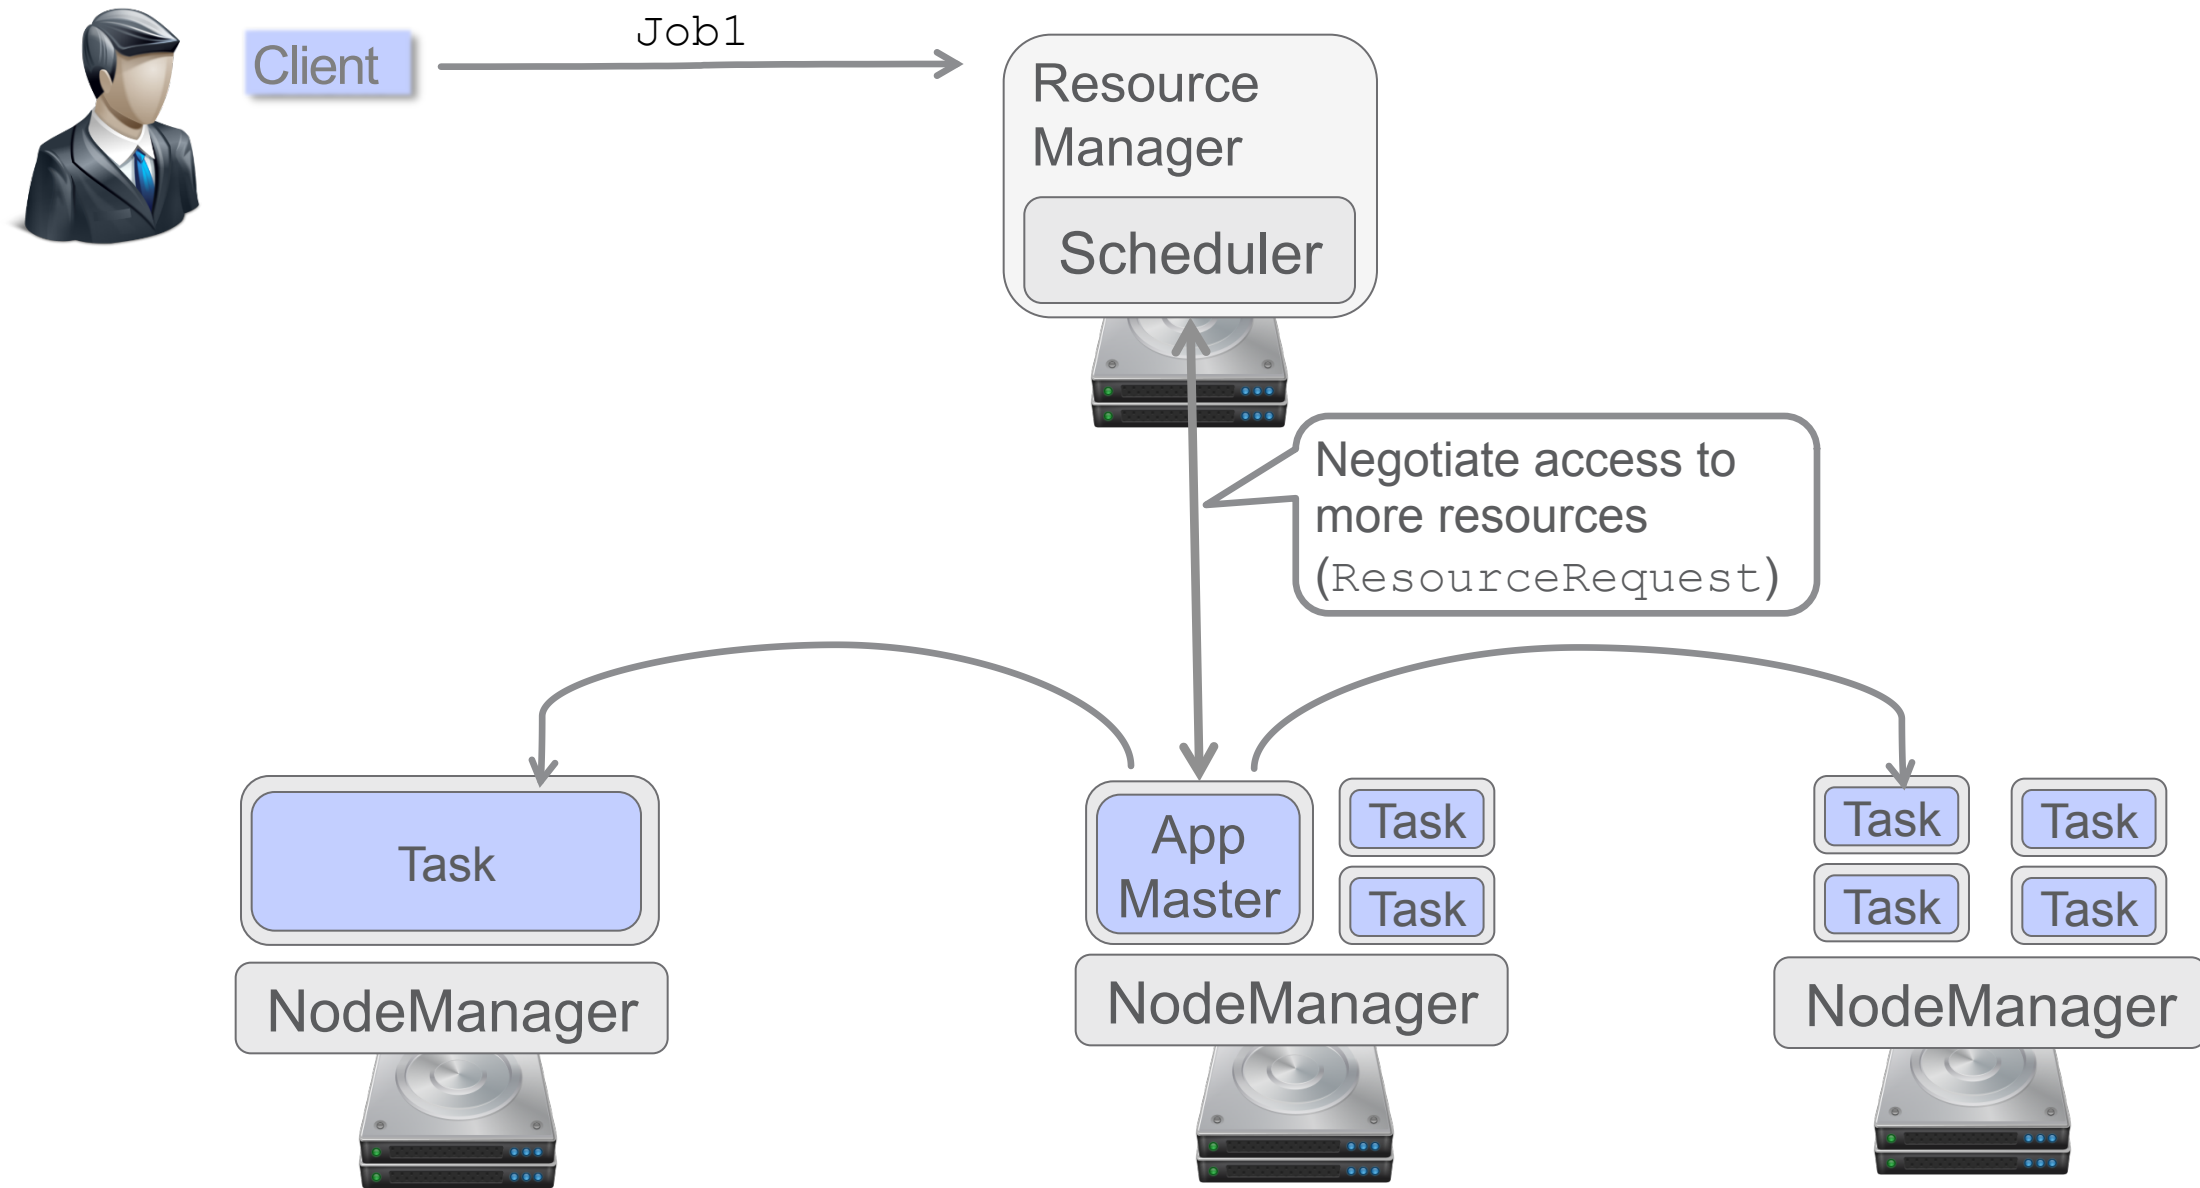 Client
Job1
Resource
Manager
Scheduler
Negotiate access to
more resources
(ResourceRequest)
Task
NodeManager
App
Master
Task
Task
NodeManager
Task
Task
Task
Task
NodeManager